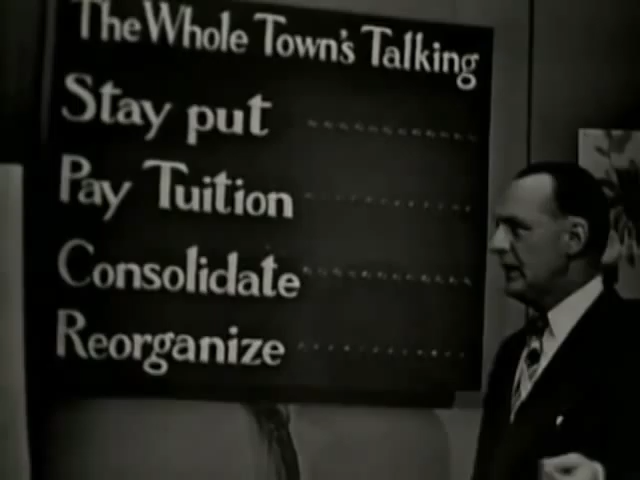 The Whole Town's Talking
Stay put ....................
Pay Tuition ....................
Consolidate ....................
Reorganize ....................